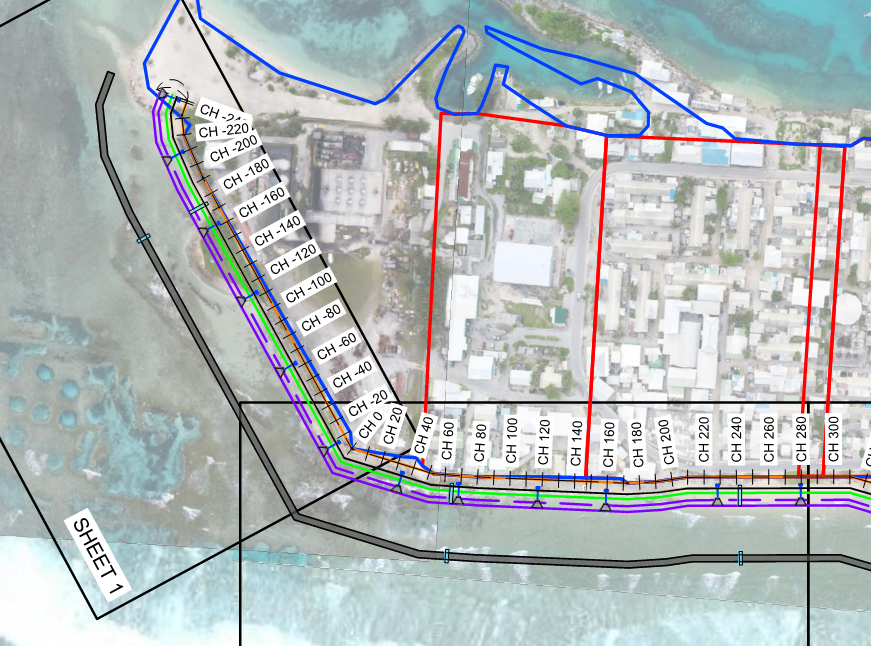 CH -220
CH -200
CH -180
CH -160
CH -140
CH -120
CH -100
CH -80
CH -60
CH -40
CH -20
CH 0
CH 20
CH 40
CH 60
CH 80
CH 100
CH 120
CH 140
CH 160
CH 180
CH 200
CH 220
CH 240
CH 260
CH 280
CH 300
SHEET 1